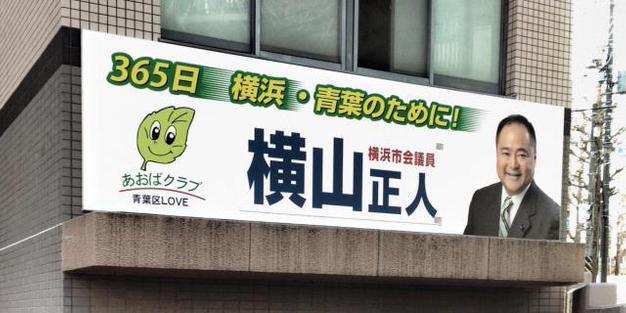 365日 横浜・青葉のために!
横浜市会議員
横山正人
あおばクラブ
青葉区LOVE